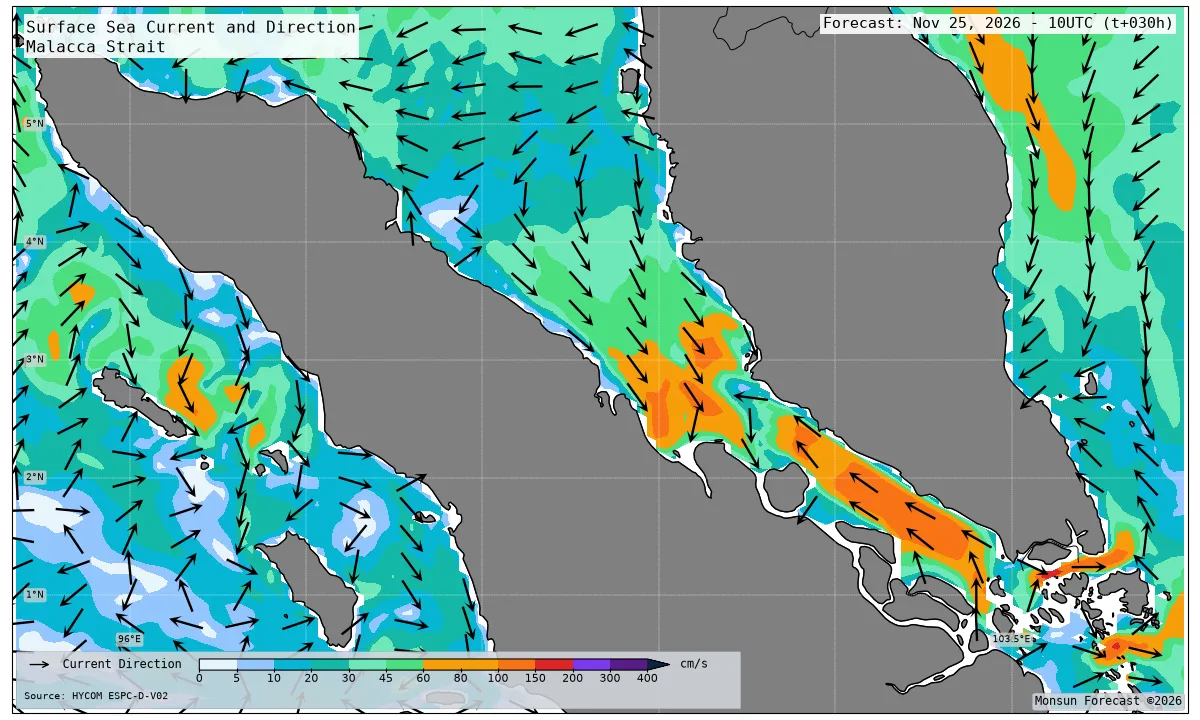 Surface Sea Current and Direction
Malacca Strait
Forecast: Nov 25, 2026 - 10UTC (t+030h)
5°N
4°N
3°N
2°N
1°N
96°E
103.5°E
Current Direction
0 5 10 20 30 45 60 80 100 150 200 300 400 cm/s
Source: HYCOM ESPC-D-V02
Monsun Forecast ©2026